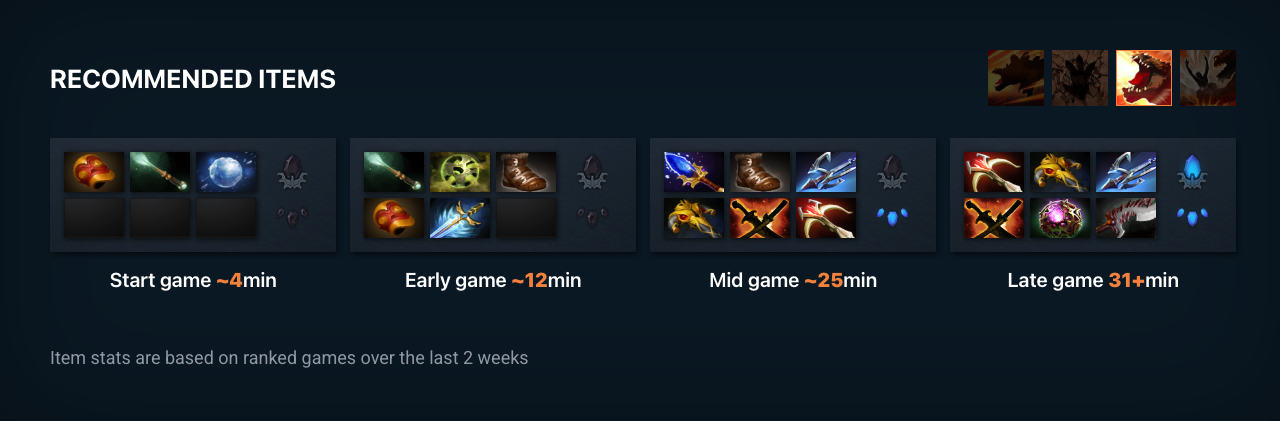 RECOMMENDED ITEMS
Start game ~4min
Early game ~12min
Mid game ~25min
Late game 31+min
Item stats are based on ranked games over the last 2 weeks